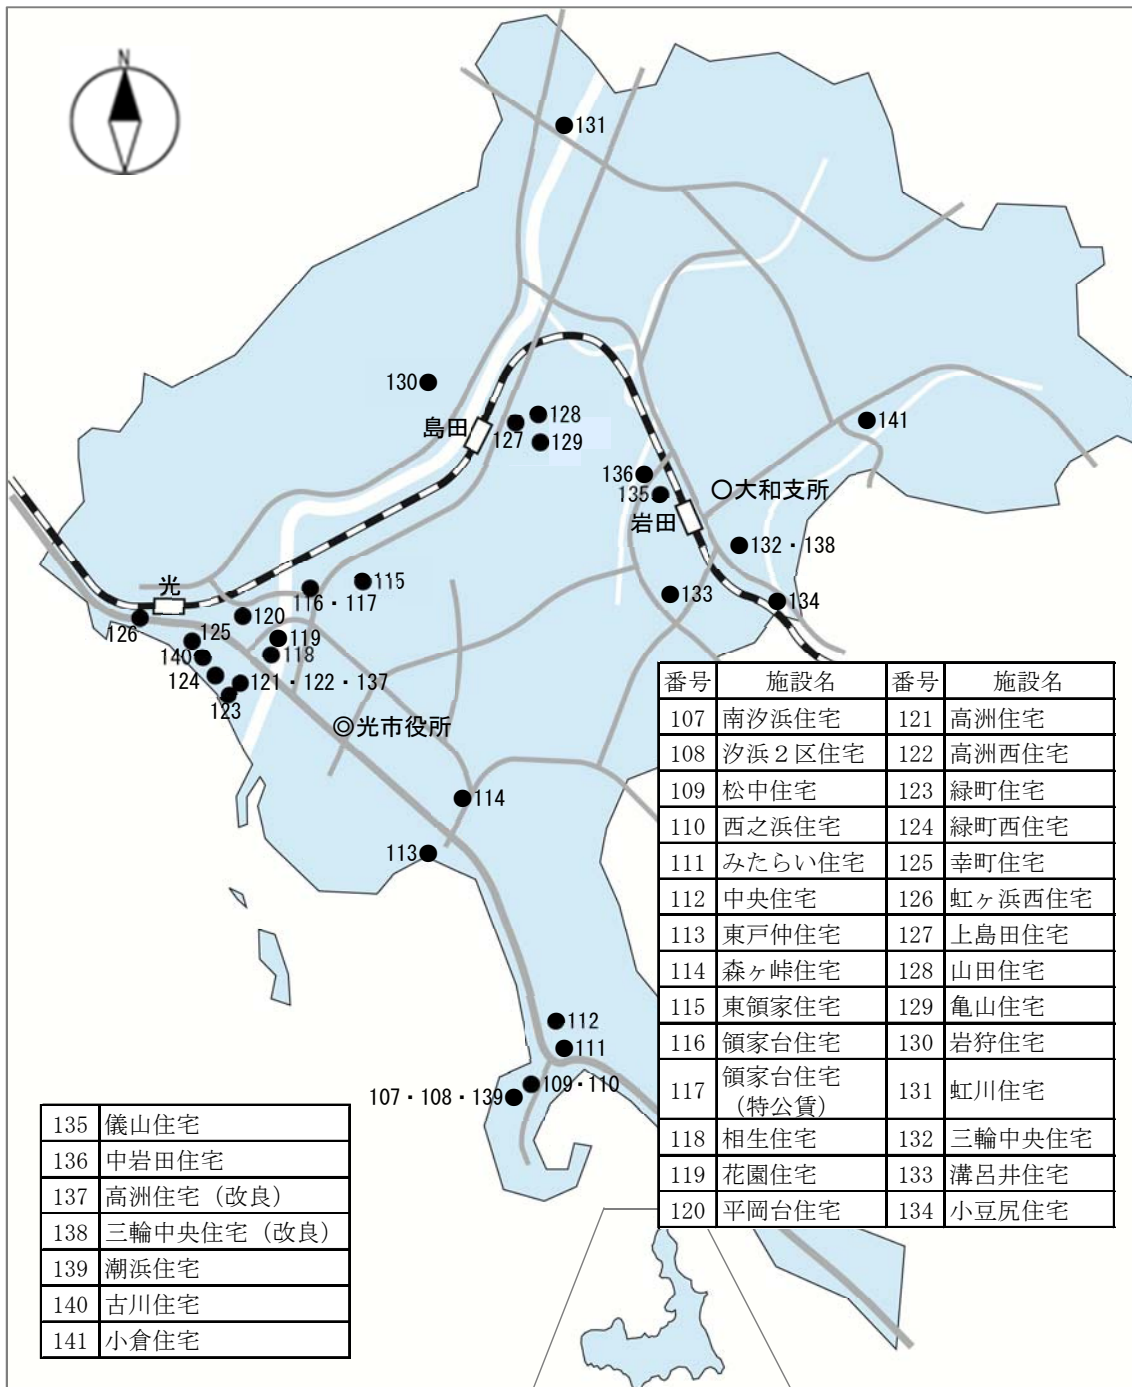 N
131
130
島田
127
128
129
141
136
135
岩田
大和支所
132・138
133
134
光
115
116・117
126
120
125
119
118
140
124
121・122・137
123
光市役所
114
113
112
111
109・110
107・108・139
番号 施設名 番号 施設名
107 南汐浜住宅 121 高洲住宅
108 汐浜２区住宅 122 高洲西住宅
109 松中住宅 123 緑町住宅
110 西之浜住宅 124 緑町西住宅
111 みたらい住宅 125 幸町住宅
112 中央住宅 126 虹ヶ浜西住宅
113 東戸仲住宅 127 上島田住宅
114 森ヶ峠住宅 128 山田住宅
115 東領家住宅 129 亀山住宅
116 領家台住宅 130 岩狩住宅
117 領家台住宅（特公賃） 131 虹川住宅
118 相生住宅 132 三輪中央住宅
119 花園住宅 133 溝呂井住宅
120 平岡台住宅 134 小豆尻住宅
135 儀山住宅
136 中岩田住宅
137 高洲住宅（改良）
138 三輪中央住宅（改良）
139 潮浜住宅
140 古川住宅
141 小倉住宅